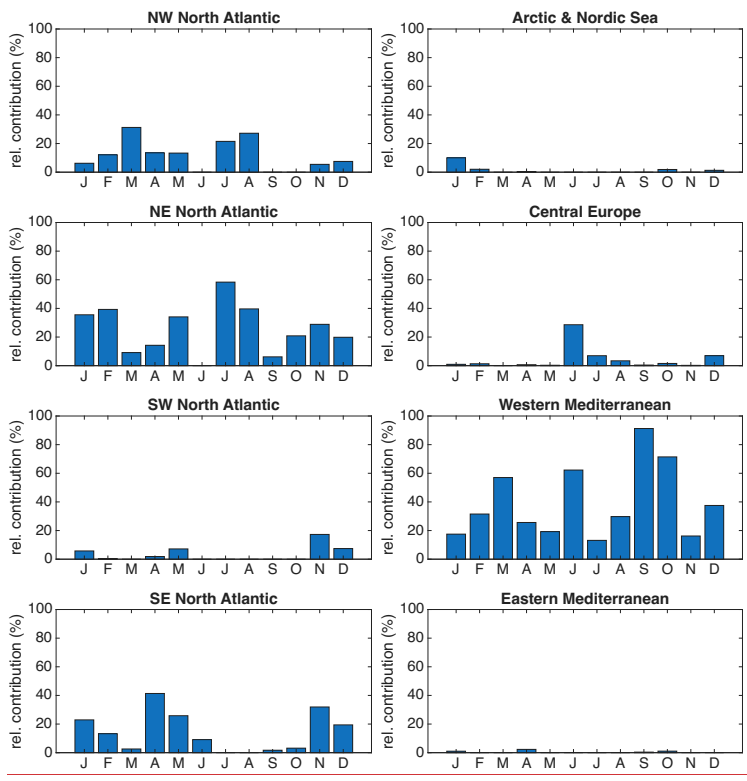 NW North Atlantic
rel. contribution (%)
100
80
60
40
20
0
J F M A M J J A S O N D
Arctic & Nordic Sea
rel. contribution (%)
100
80
60
40
20
0
J F M A M J J A S O N D
NE North Atlantic
rel. contribution (%)
100
80
60
40
20
0
J F M A M J J A S O N D
Central Europe
rel. contribution (%)
100
80
60
40
20
0
J F M A M J J A S O N D
SW North Atlantic
rel. contribution (%)
100
80
60
40
20
0
J F M A M J J A S O N D
Western Mediterranean
rel. contribution (%)
100
80
60
40
20
0
J F M A M J J A S O N D
SE North Atlantic
rel. contribution (%)
100
80
60
40
20
0
J F M A M J J A S O N D
Eastern Mediterranean
rel. contribution (%)
100
80
60
40
20
0
J F M A M J J A S O N D